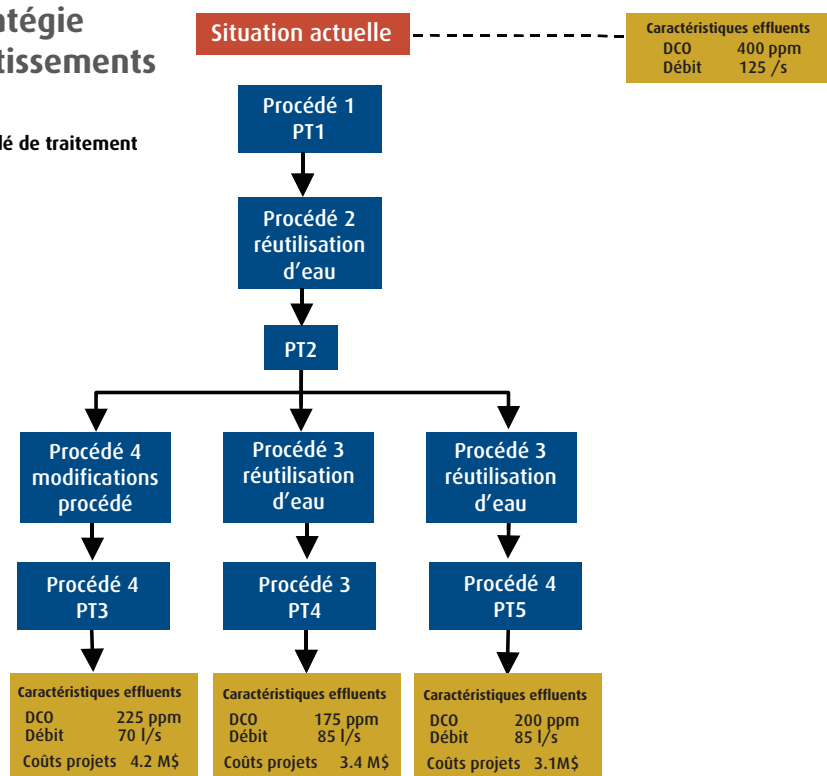 atégie
tissements
Situation actuelle
Caractéristiques effluents
DCO 400 ppm
Débit 125 /s
lé de traitement
Procédé 1
PT1
Procédé 2
réutilisation
d'eau
PT2
Procédé 4
modifications
procédé
Procédé 3
réutilisation
d'eau
Procédé 3
réutilisation
d'eau
Procédé 4
PT3
Procédé 3
PT4
Procédé 4
PT5
Caractéristiques effluents
DCO 225 ppm
Débit 70 l/s
Coûts projets 4.2 M$
Caractéristiques effluents
DCO 175 ppm
Débit 85 l/s
Coûts projets 3.4 M$
Caractéristiques effluents
DCO 200 ppm
Débit 85 l/s
Coûts projets 3.1M$